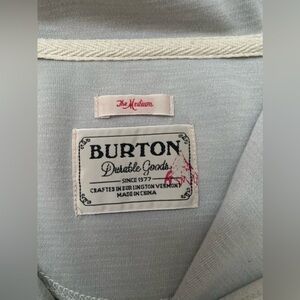 The Medium
BURTON
Durable Goods
SINCE 1977
CRAFTED IN BURLINGTON VERMONT
MADE IN CHINA